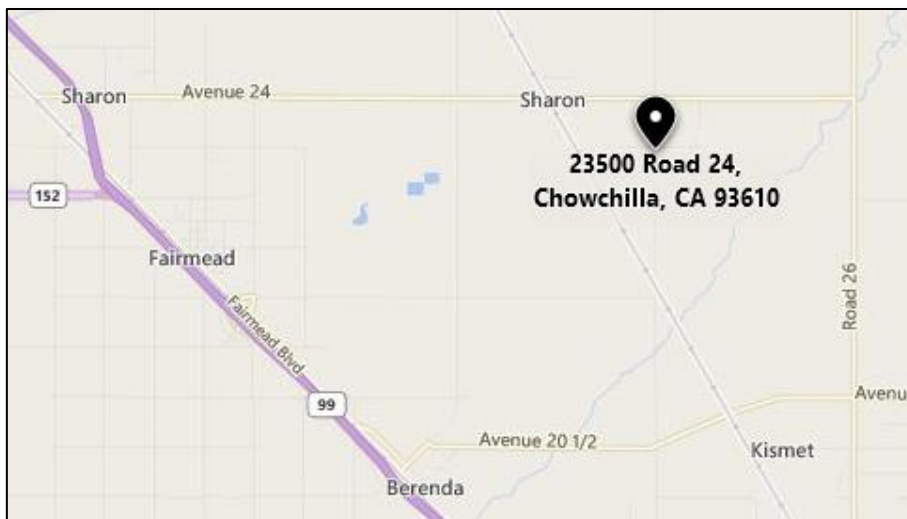 Sharon
Avenue 24
Sharon
23500 Road 24,
Chowchilla, CA 93610
152
Fairmead
Road 26
Fairmead Blvd
99
Avenu
Avenue 20 1/2
Kismet
Berenda